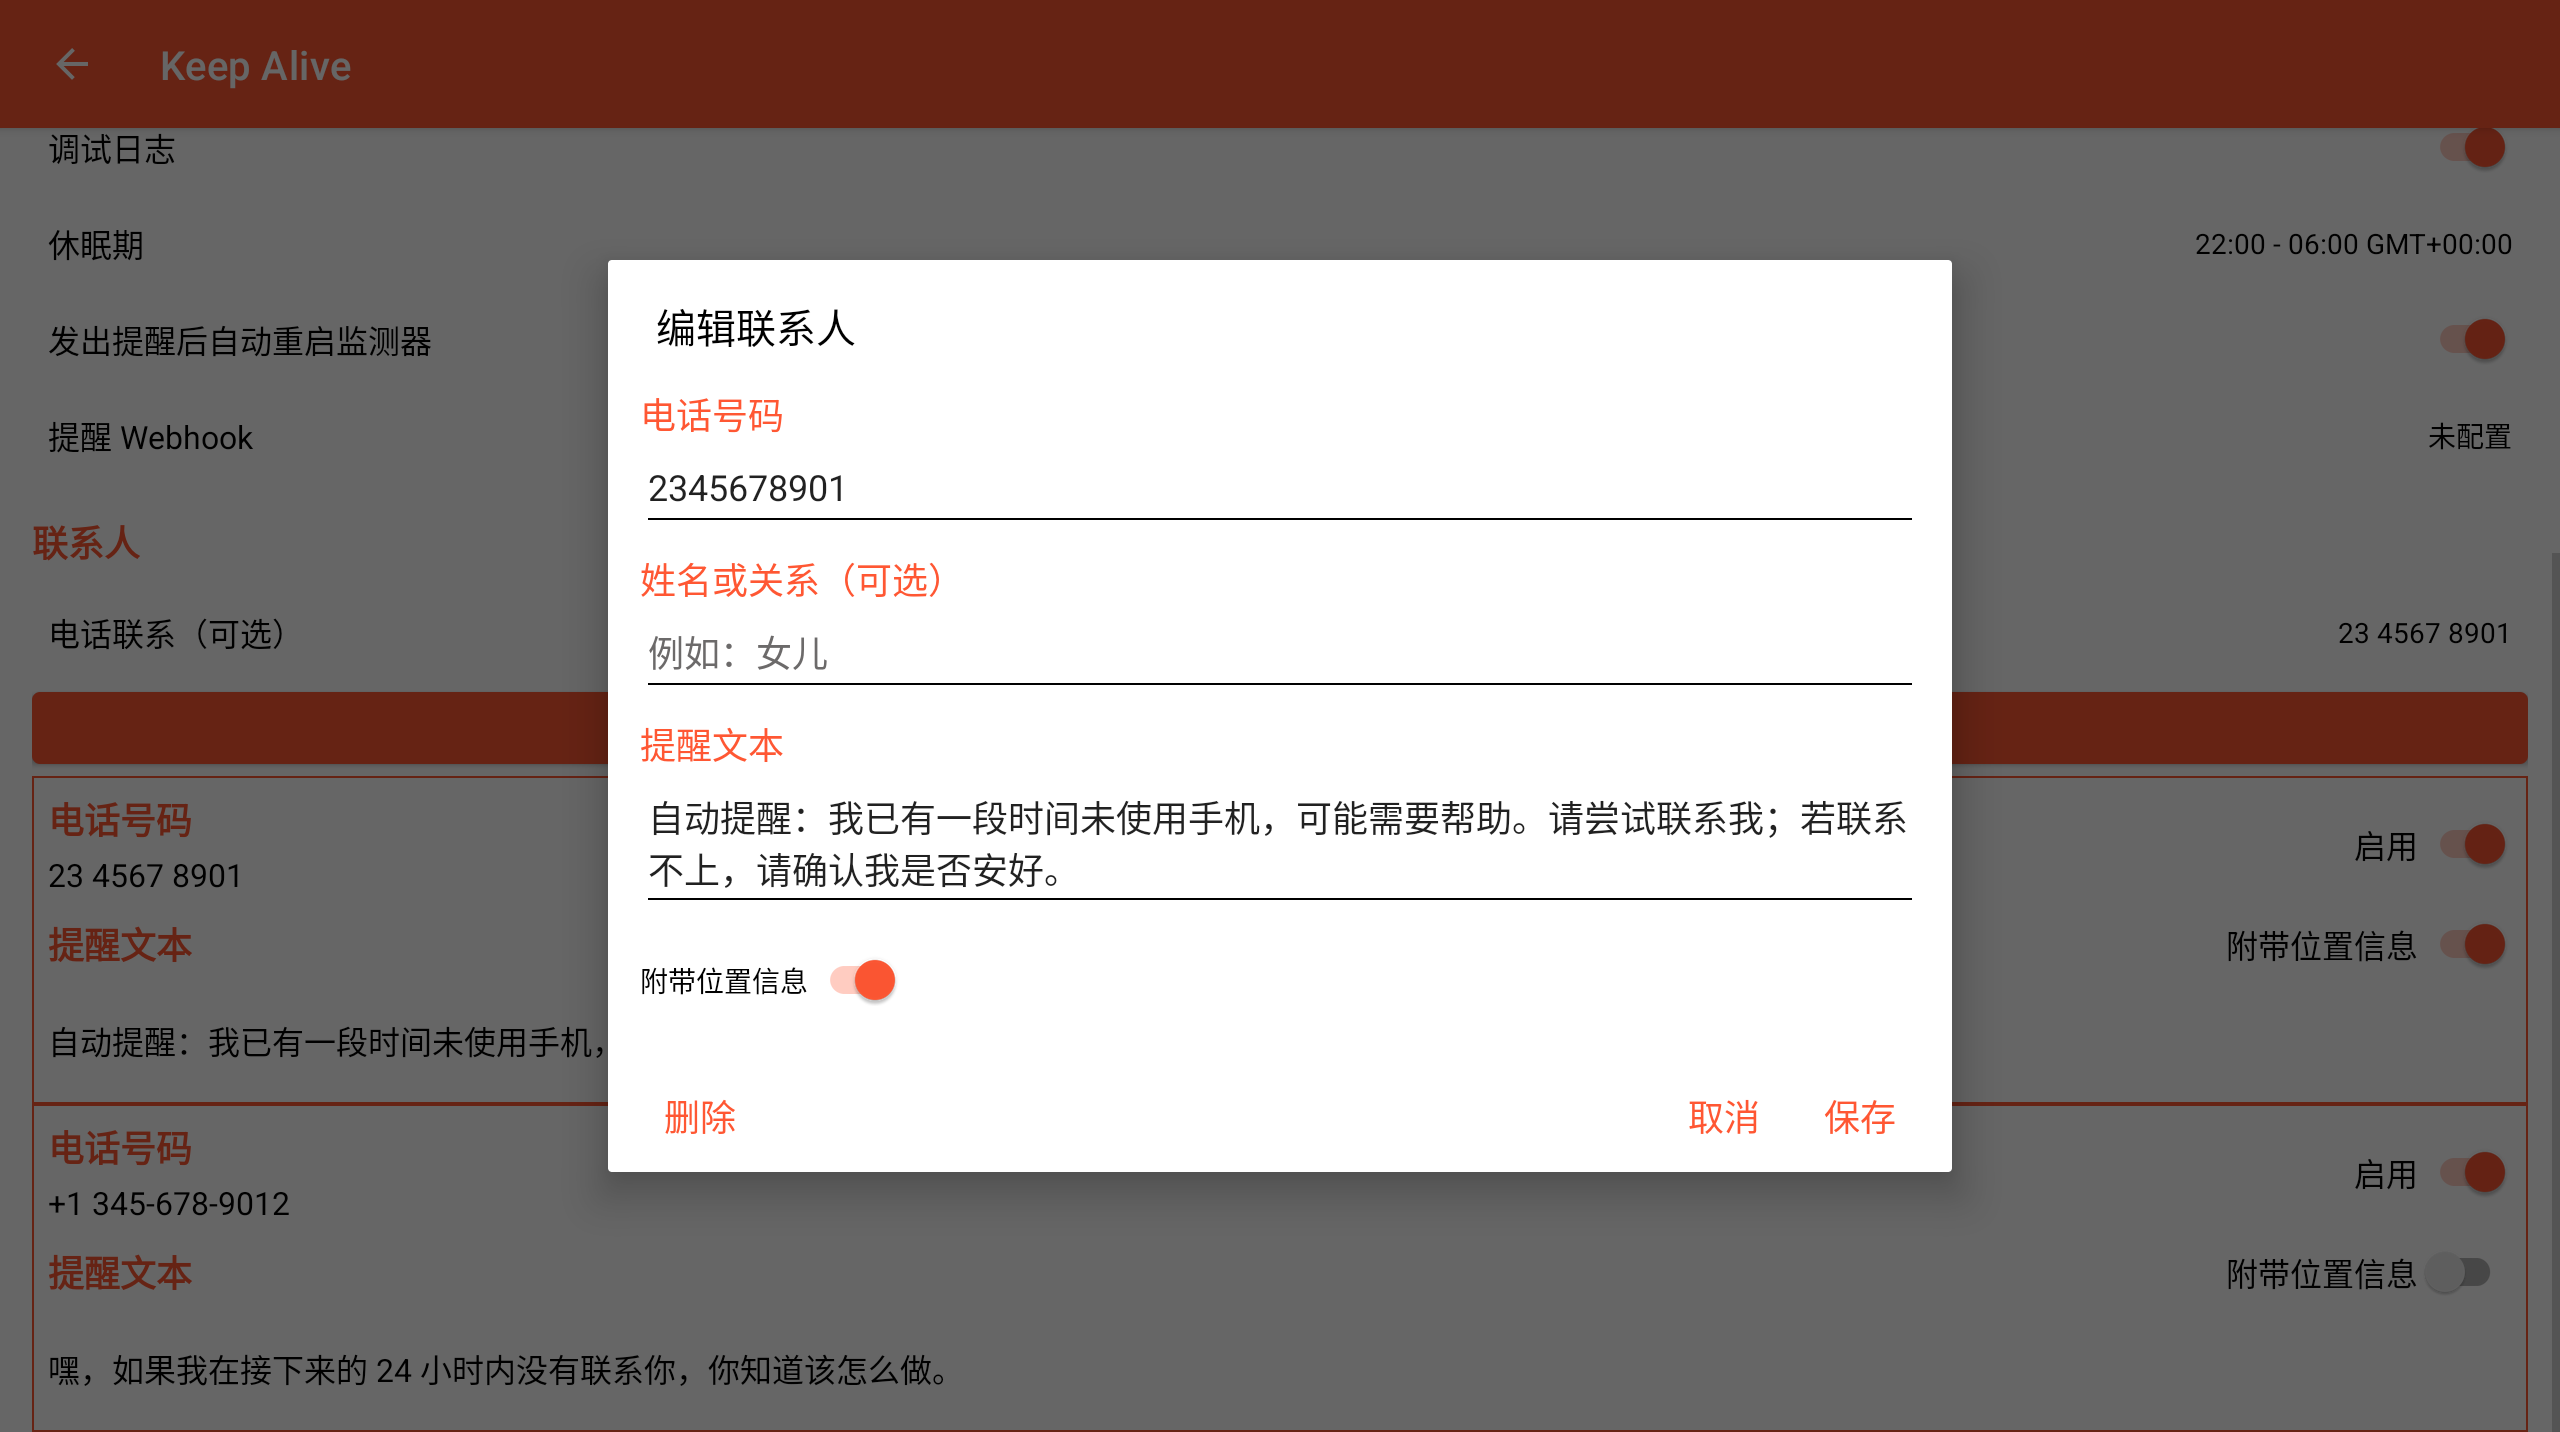 Keep Alive
调试日志
休眠期
22:00 - 06:00 GMT+00:00
发出提醒后自动重启监测器
提醒 Webhook
未配置
联系人
电话联系（可选）
23 4567 8901
电话号码
23 4567 8901
启用
提醒文本
附带位置信息
自动提醒：我已有一段时间未使用手机，
电话号码
+1 345-678-9012
启用
提醒文本
附带位置信息
嘿，如果我在接下来的 24 小时内没有联系你，你知道该怎么做。
编辑联系人
电话号码
2345678901
姓名或关系（可选）
例如：女儿
提醒文本
自动提醒：我已有一段时间未使用手机，可能需要帮助。请尝试联系我；若联系
不上，请确认我是否安好。
附带位置信息
删除
取消
保存